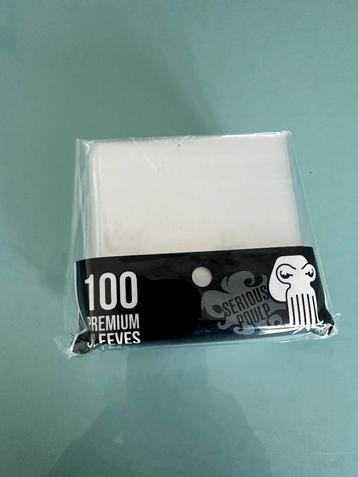 100
PREMIUM
SLEEVES
SERIOUS
POULP